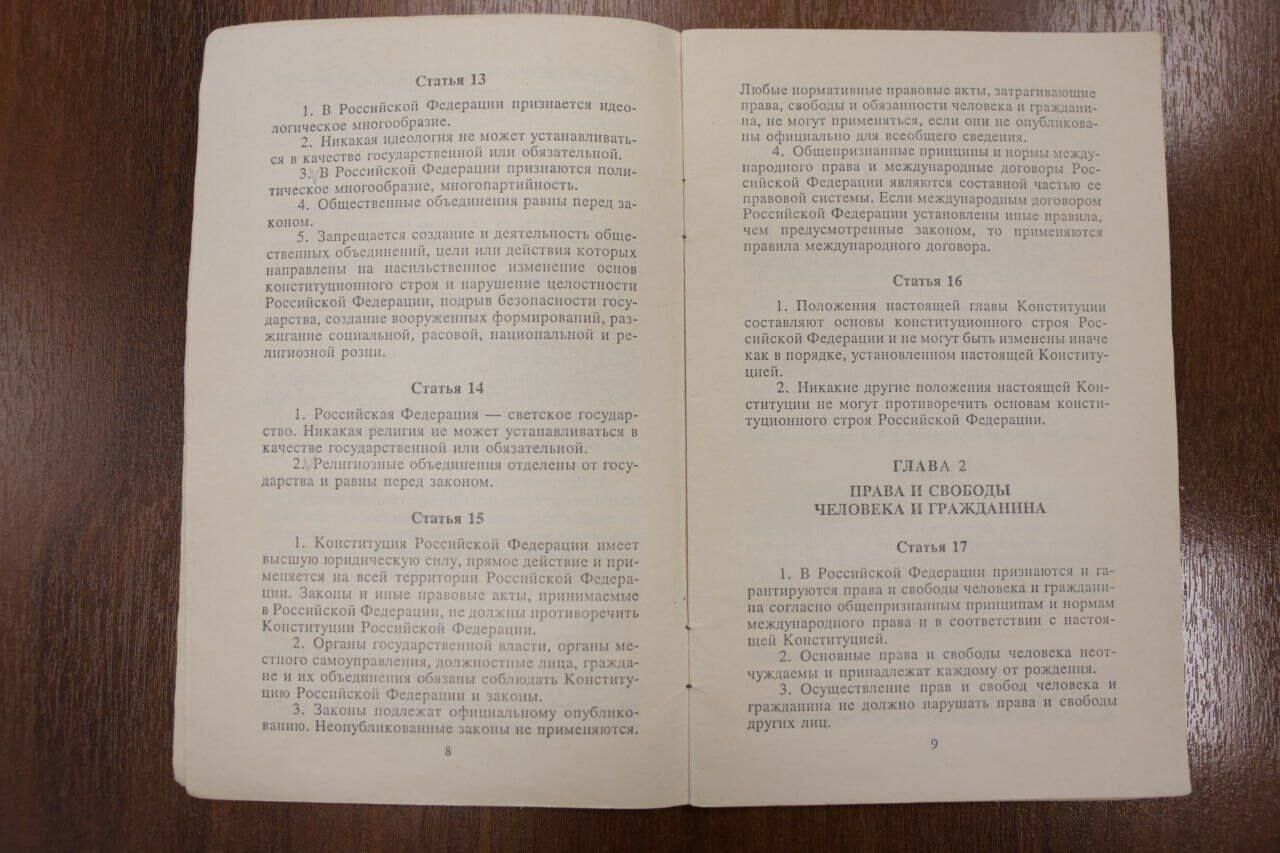 Статья 13
1. В Российской Федерации признается идео-
логическое многообразие.
2. Никакая идеология не может устанавливать-
ся в качестве государственной или обязательной.
3. В Российской Федерации признаются поли-
тическое многообразие, многопартийность.
4. Общественные объединения равны перед за-
коном.
5. Запрещается создание и деятельность обще-
ственных объединений, цели или действия которых
направлены на насильственное изменение основ
конституционного строя и нарушение целостности
Российской Федерации, подрыв безопасности госу-
дарства, создание вооруженных формирований, раз-
жигание социальной, расовой, национальной и ре-
лигиозной розни.
Статья 14
1. Российская Федерация — светское государ-
ство. Никакая религия не может устанавливаться в
качестве государственной или обязательной.
2. Религиозные объединения отделены от госу-
дарства и равны перед законом.
Статья 15
1. Конституция Российской Федерации имеет
высшую юридическую силу, прямое действие и при-
меняется на всей территории Российской Федера-
ции. Законы и иные правовые акты, принимаемые
в Российской Федерации, не должны противоречить
Конституции Российской Федерации.
2. Органы государственной власти, органы ме-
стного самоуправления, должностные лица, гражда-
не и их объединения обязаны соблюдать Конститу-
цию Российской Федерации и законы.
3. Законы подлежат официальному опублико-
ванию. Неопубликованные законы не применяются.
8
Любые нормативные правовые акты, затрагивающие
права, свободы и обязанности человека и граждани-
на, не могут применяться, если они не опубликова-
ны официально для всеобщего сведения.
4. Общепризнанные принципы и нормы между-
народного права и международные договоры Рос-
сийской Федерации являются составной частью ее
правовой системы. Если международным договором
Российской Федерации установлены иные правила,
чем предусмотренные законом, то применяются
правила международного договора.
Статья 16
1. Положения настоящей главы Конституции
составляют основы конституционного строя Рос-
сийской Федерации и не могут быть изменены иначе
как в порядке, установленном настоящей Конститу-
цией.
2. Никакие другие положения настоящей Кон-
ституции не могут противоречить основам консти-
туционного строя Российской Федерации.
ГЛАВА 2
ПРАВА И СВОБОДЫ
ЧЕЛОВЕКА И ГРАЖДАНИНА
Статья 17
1. В Российской Федерации признаются и га-
рантируются права и свободы человека и граждани-
на согласно общепризнанным принципам и нормам
международного права и в соответствии с настоя-
щей Конституцией.
2. Основные права и свободы человека неот-
чуждаемы и принадлежат каждому от рождения.
3. Осуществление прав и свобод человека и
гражданина не должно нарушать права и свободы
других лиц.
9